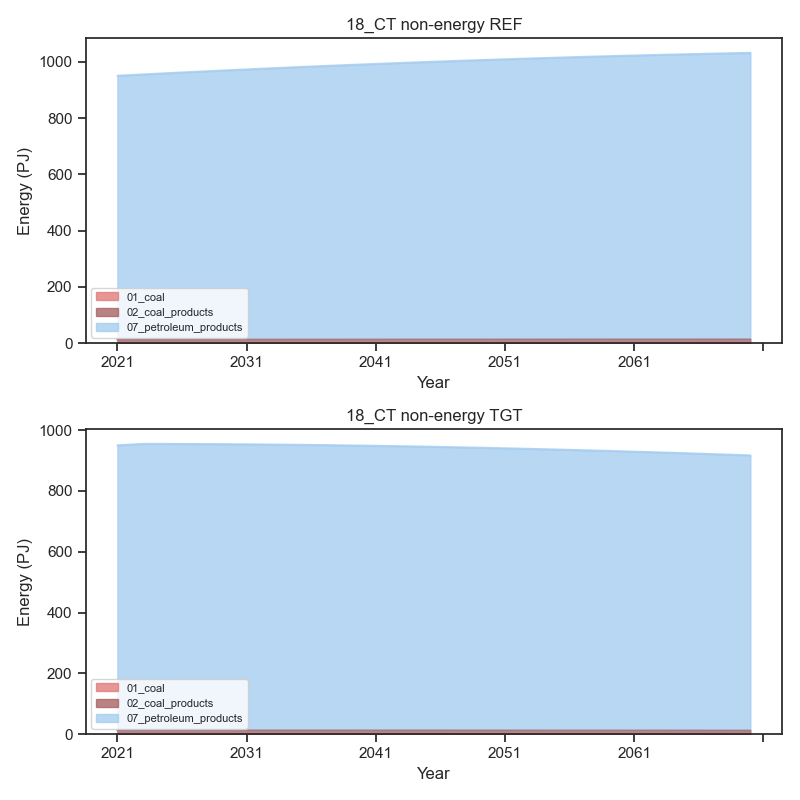 18_CT non-energy REF
Energy (PJ)
1000
800
600
400
200
0
01_coal
02_coal_products
07_petroleum_products
2021 2031 2041 2051 2061
Year
18_CT non-energy TGT
Energy (PJ)
1000
800
600
400
200
0
01_coal
02_coal_products
07_petroleum_products
2021 2031 2041 2051 2061
Year